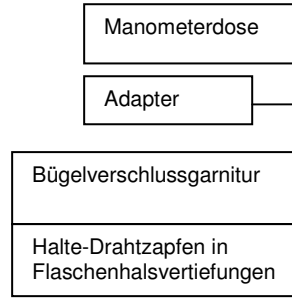 Manometerdose
Adapter
Bügelverschlussgarnitur
Halte-Drahtzapfen in
Flaschenhalsvertiefungen